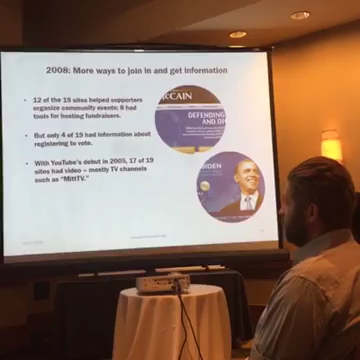 2008: More ways to join in and get information
• 12 of the 19 sites helped supporters
organize community events; 8 had
tools for hosting fundraisers.
• But only 4 of 19 had information about
registering to vote.
• With YouTube's debut in 2005, 17 of 19
sites had video – mostly TV channels
such as "MittTV."
McCAIN
DEFENDING
AND
BIDEN